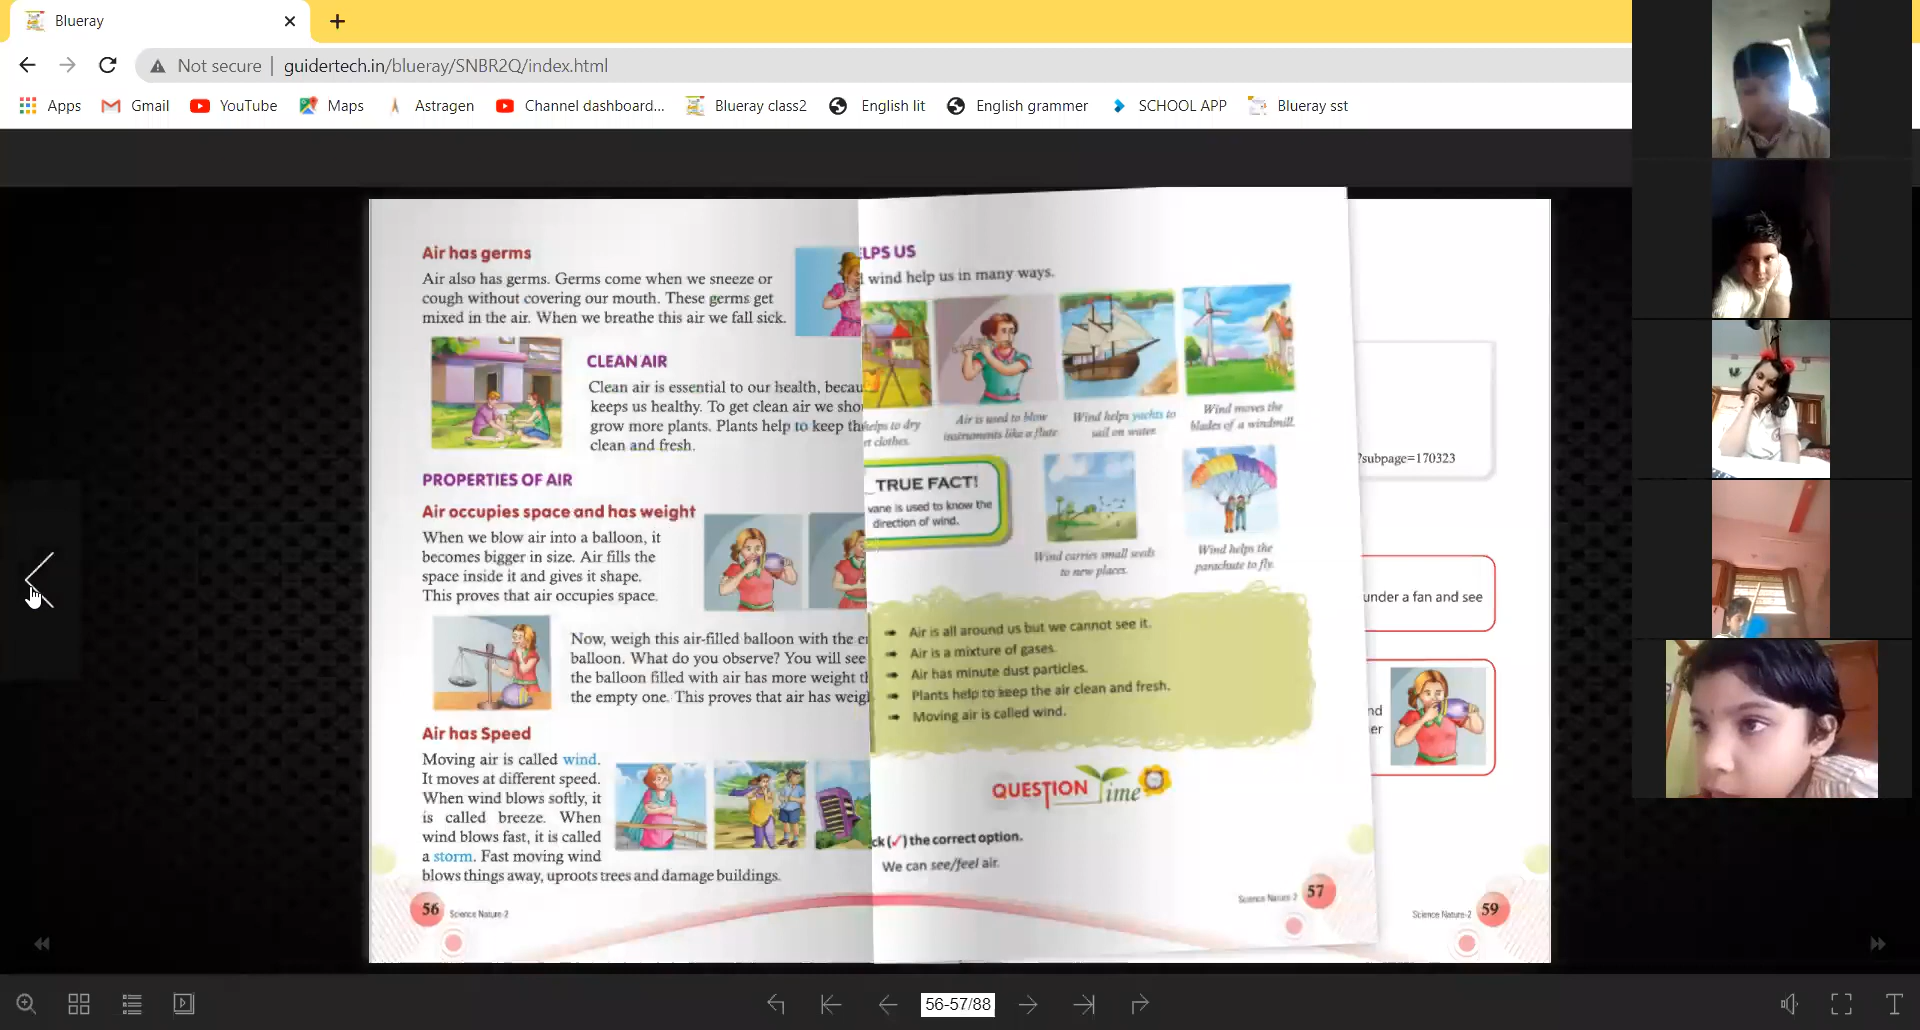 Blueray
Not secure
guidertech.in/blueray/SNBR2Q/index.html
Apps
Gmail
YouTube
Maps
Astragen
Channel dashboard...
Blueray class2
English lit
English grammer
SCHOOL APP
Blueray sst
Air has germs
Air also has germs. Germs come when we sneeze or
cough without covering our mouth. These germs get
mixed in the air. When we breathe this air we fall sick.
CLEAN AIR
Clean air is essential to our health, becau
keeps us healthy. To get clean air we sho
grow more plants. Plants help to keep th
clean and fresh.
PROPERTIES OF AIR
Air occupies space and has weight
When we blow air into a balloon, it
becomes bigger in size. Air fills the
space inside it and gives it shape.
This proves that air occupies space.
Now, weigh this air-filled balloon with the e
balloon. What do you observe? You will see
the balloon filled with air has more weight t
the empty one. This proves that air has weig
Air has Speed
Moving air is called wind.
It moves at different speed.
When wind blows softly, it
is called breeze. When
wind blows fast, it is called
a storm. Fast moving wind
blows things away, uproots trees and damage buildings.
56 Science Nature-2
LPS US
wind help us in many ways.
helps to dry
clothes.
Air is used to blow
instruments like a flute
Wind helps yachts to
sail on water.
Wind moves the
blades of a windmill.
TRUE FACT!
vane is used to know the
direction of wind.
Wind carries small seeds
to new places.
Wind helps the
parachute to fly.
Air is all around us but we cannot see it.
Air is a mixture of gases.
Air has minute dust particles.
Plants help to keep the air clean and fresh.
Moving air is called wind.
QUESTION Time
ck (✓) the correct option.
We can see/feel air.
Science Nature-2 57
?subpage=170323
under a fan and see
nd
er
Science Nature-2 59
56-57/88